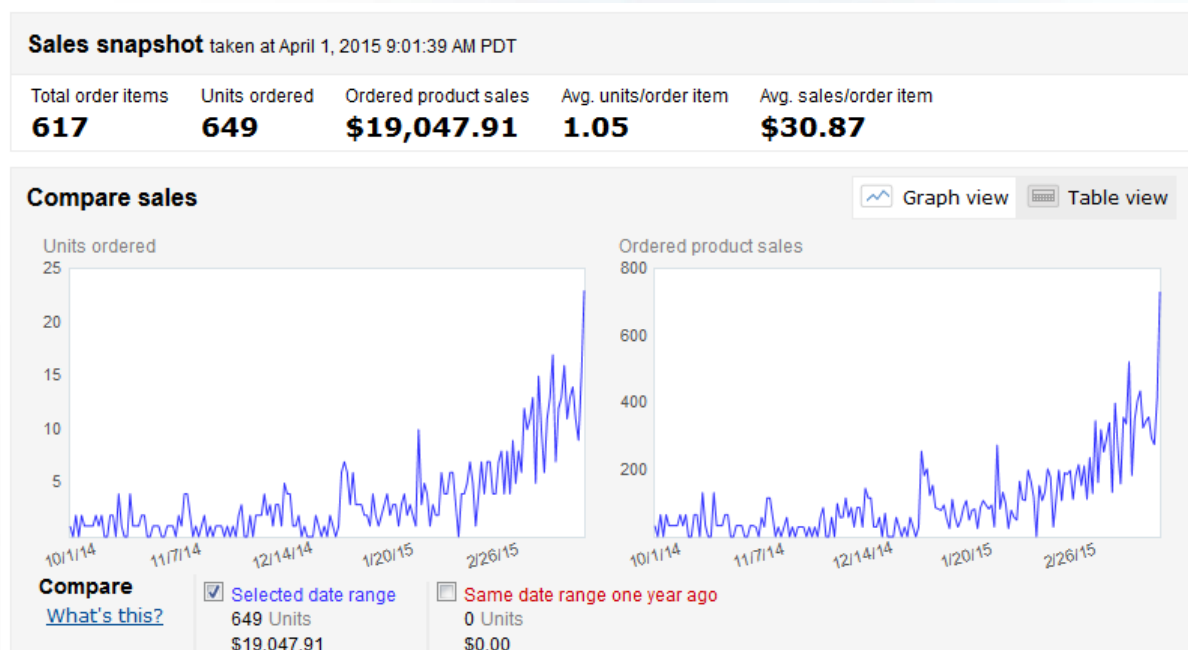 Sales snapshot taken at April 1, 2015 9:01:39 AM PDT
Total order items Units ordered Ordered product sales Avg. units/order item Avg. sales/order item
617 649 $19,047.91 1.05 $30.87
Compare sales Graph view Table view
Units ordered
25
20
15
10
5
10/1/14 11/7/14 12/14/14 1/20/15 2/26/15
Ordered product sales
800
600
400
200
10/1/14 11/7/14 12/14/14 1/20/15 2/26/15
Compare
What's this?
Selected date range
649 Units
$19,047.91
Same date range one year ago
0 Units
$0.00